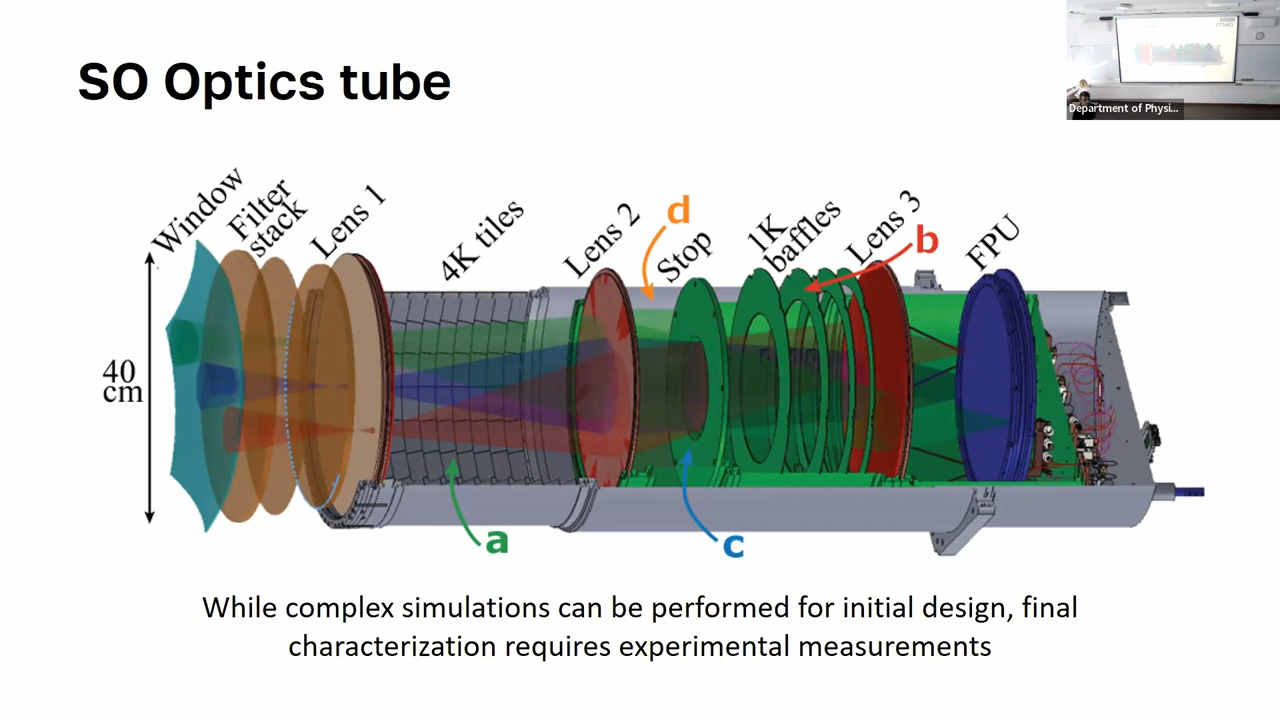 SO Optics tube
Department of Physi...
Window
Filter
stack
Lens 1
4K tiles
Lens 2
d
Stop
1K
baffles
Lens 3
b
FPU
40
cm
a
c
While complex simulations can be performed for initial design, final
characterization requires experimental measurements